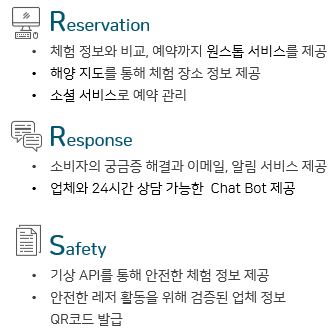 Reservation
• 체험 정보와 비교, 예약까지 원스톱 서비스를 제공
• 해양 지도를 통해 체험 장소 정보 제공
• 소셜 서비스로 예약 관리
Response
• 소비자의 궁금증 해결과 이메일, 알림 서비스 제공
• 업체와 24시간 상담 가능한 Chat Bot 제공
Safety
• 기상 API를 통해 안전한 체험 정보 제공
• 안전한 레저 활동을 위해 검증된 업체 정보
QR코드 발급